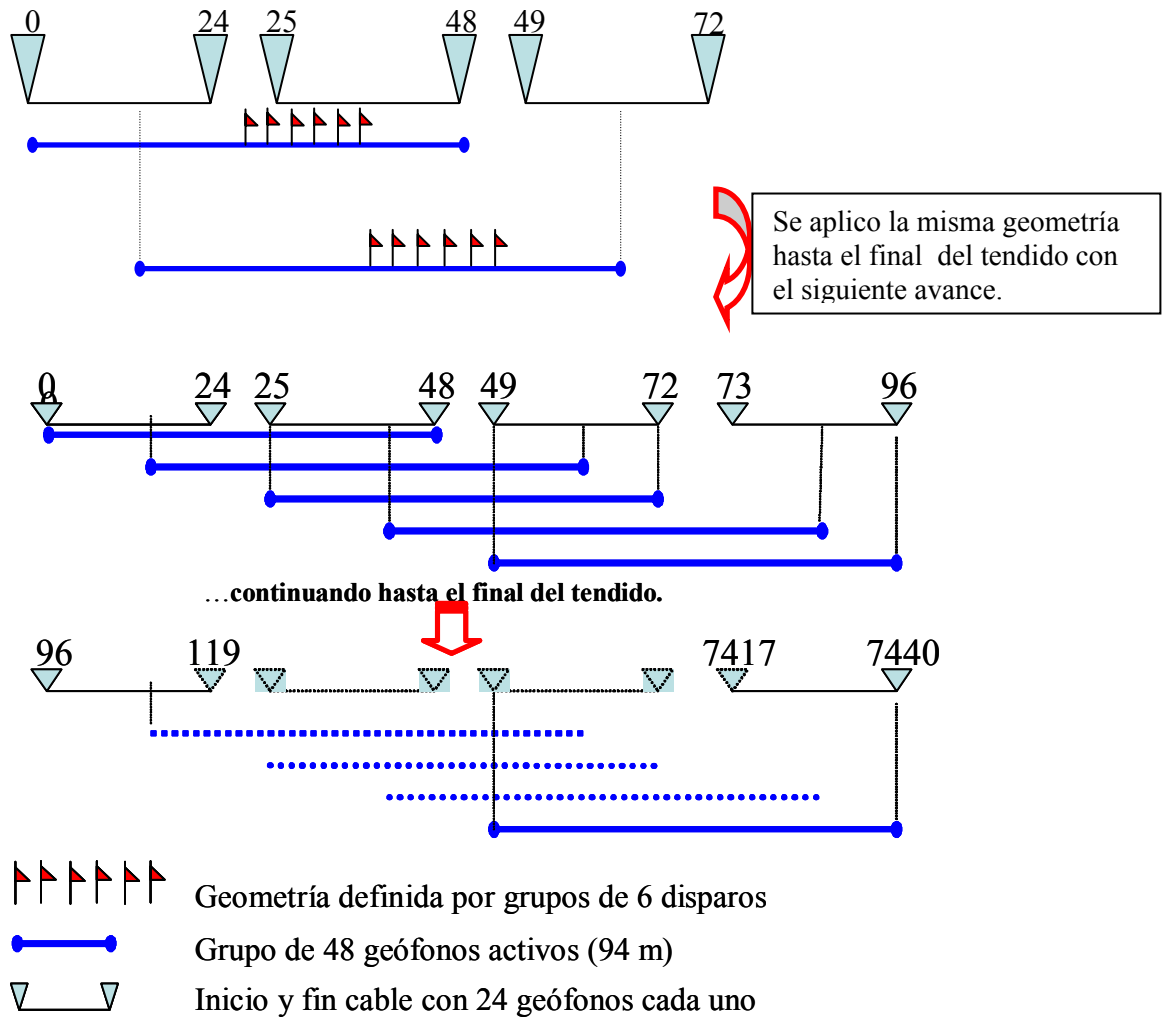 0 24 25 48 49 72
Se aplico la misma geometría
hasta el final del tendido con
el siguiente avance.
0 24 25 48 49 72 73 96
…continuando hasta el final del tendido.
96 119 7417 7440
Geometría definida por grupos de 6 disparos
Grupo de 48 geófonos activos (94 m)
Inicio y fin cable con 24 geófonos cada uno